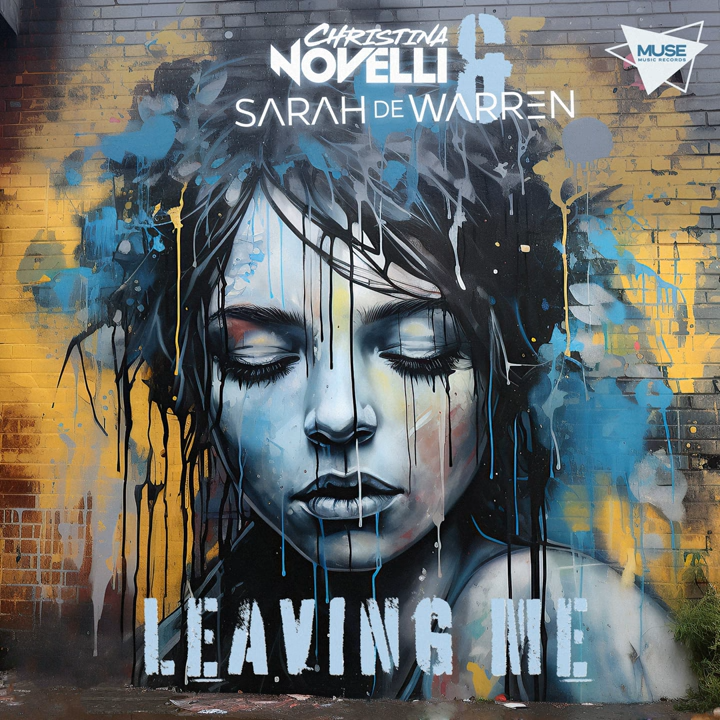 CHRISTINA
NOVELLI &
SARAH DE WARREN
MUSE
MUSIC RECORDS
LEAVING ME